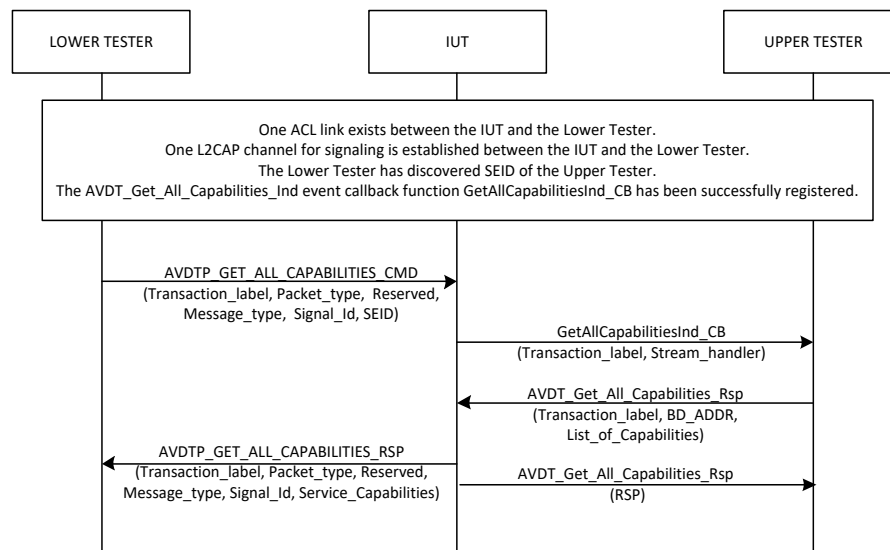 LOWER TESTER
IUT
UPPER TESTER
One ACL link exists between the IUT and the Lower Tester.
One L2CAP channel for signaling is established between the IUT and the Lower Tester.
The Lower Tester has discovered SEID of the Upper Tester.
The AVDT_Get_All_Capabilities_Ind event callback function GetAllCapabilitiesInd_CB has been successfully registered.
AVDTP_GET_ALL_CAPABILITIES_CMD
(Transaction_label, Packet_type, Reserved,
Message_type, Signal_Id, SEID)
GetAllCapabilitiesInd_CB
(Transaction_label, Stream_handler)
AVDT_Get_All_Capabilities_Rsp
(Transaction_label, BD_ADDR,
List_of_Capabilities)
AVDTP_GET_ALL_CAPABILITIES_RSP
(Transaction_label, Packet_type, Reserved,
Message_type, Signal_Id, Service_Capabilities)
AVDT_Get_All_Capabilities_Rsp
(RSP)